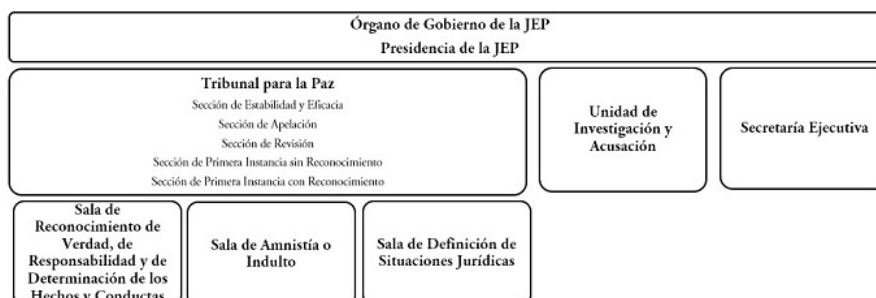 Órgano de Gobierno de la JEP
Presidencia de la JEP
Tribunal para la Paz
Sección de Estabilidad y Eficacia
Sección de Apelación
Sección de Revisión
Sección de Primera Instancia sin Reconocimiento
Sección de Primera Instancia con Reconocimiento
Unidad de
Investigación y
Acusación
Secretaría Ejecutiva
Sala de
Reconocimiento de
Verdad, de
Responsabilidad y de
Determinación de los
Hechos y Conductas
Sala de Amnistía o
Indulto
Sala de Definición de
Situaciones Jurídicas